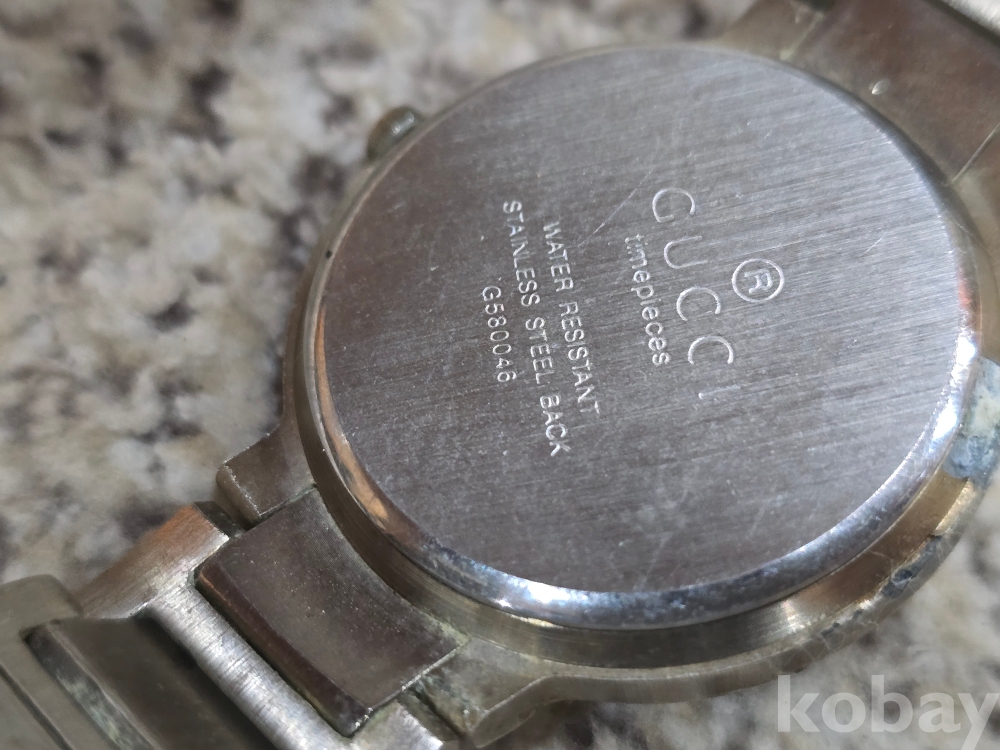 ®
GUCCI
timepieces
WATER RESISTANT
STAINLESS STEEL BACK
G580046
kobay